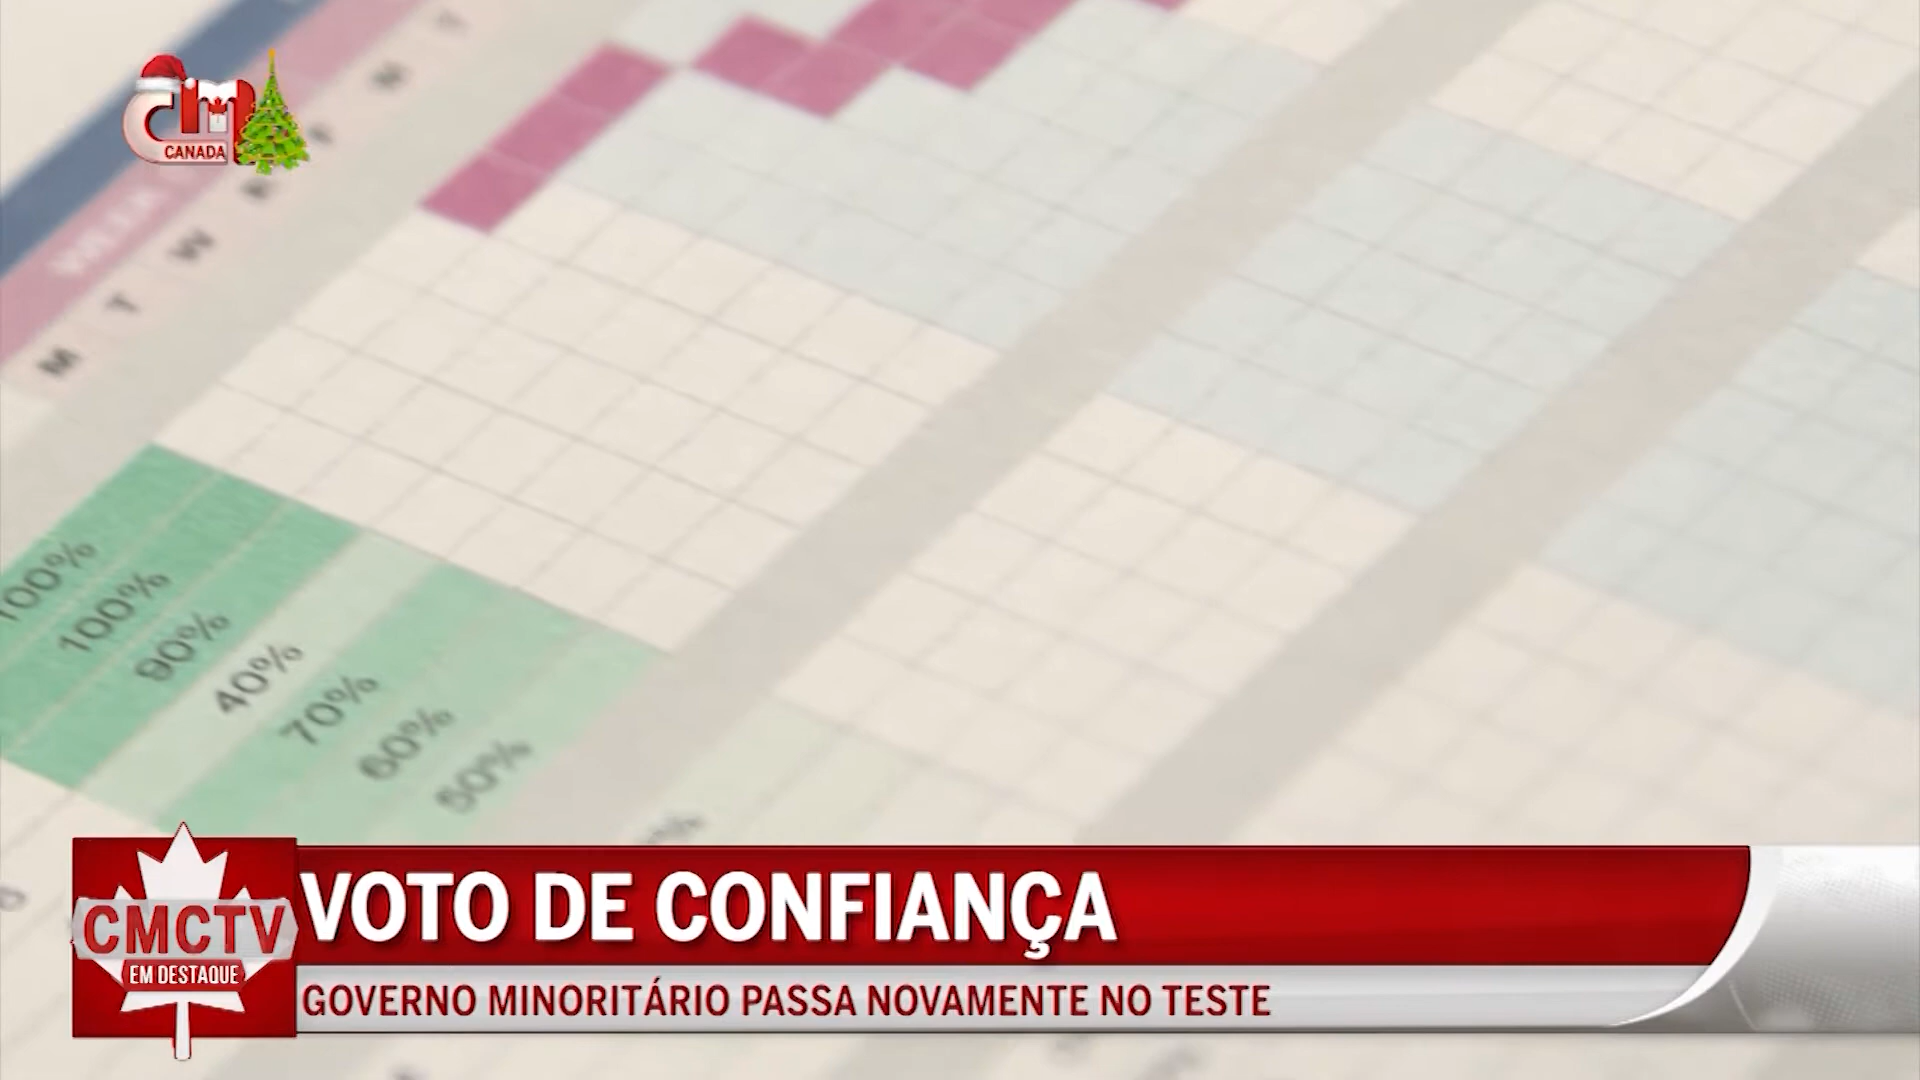 CANADA
M T W R F M T
100%
100%
90%
40%
70%
60%
50%
VOTO DE CONFIANÇA
CMCTV
EM DESTAQUE
GOVERNO MINORITÁRIO PASSA NOVAMENTE NO TESTE